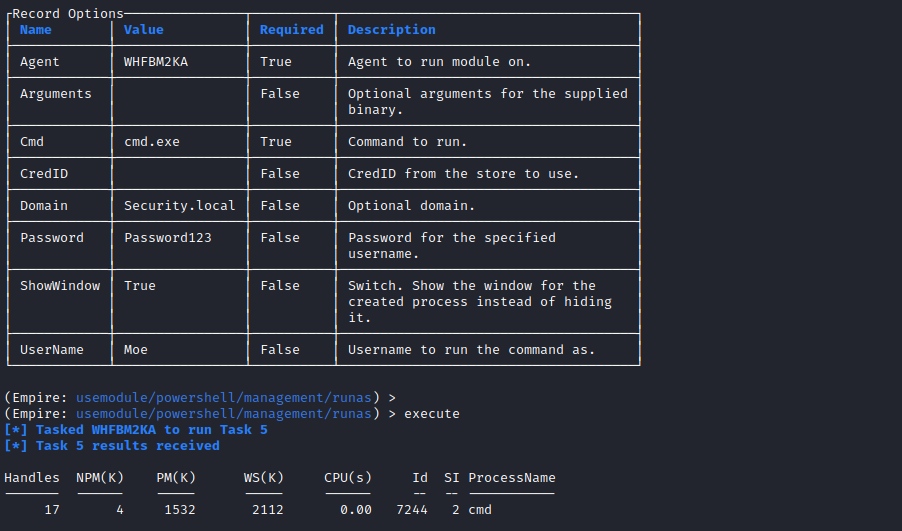 Record Options
Name Value Required Description
Agent WHFBM2KA True Agent to run module on.
Arguments False Optional arguments for the supplied
binary.
Cmd cmd.exe True Command to run.
CredID False CredID from the store to use.
Domain Security.local False Optional domain.
Password Password123 False Password for the specified
username.
ShowWindow True False Switch. Show the window for the
created process instead of hiding
it.
UserName Moe False Username to run the command as.
(Empire: usemodule/powershell/management/runas) >
(Empire: usemodule/powershell/management/runas) > execute
[*] Tasked WHFBM2KA to run Task 5
[*] Task 5 results received
Handles NPM(K) PM(K) WS(K) CPU(s) Id SI ProcessName
------- ------ ----- ----- ------ -- -- -----------
17 4 1532 2112 0.00 7244 2 cmd